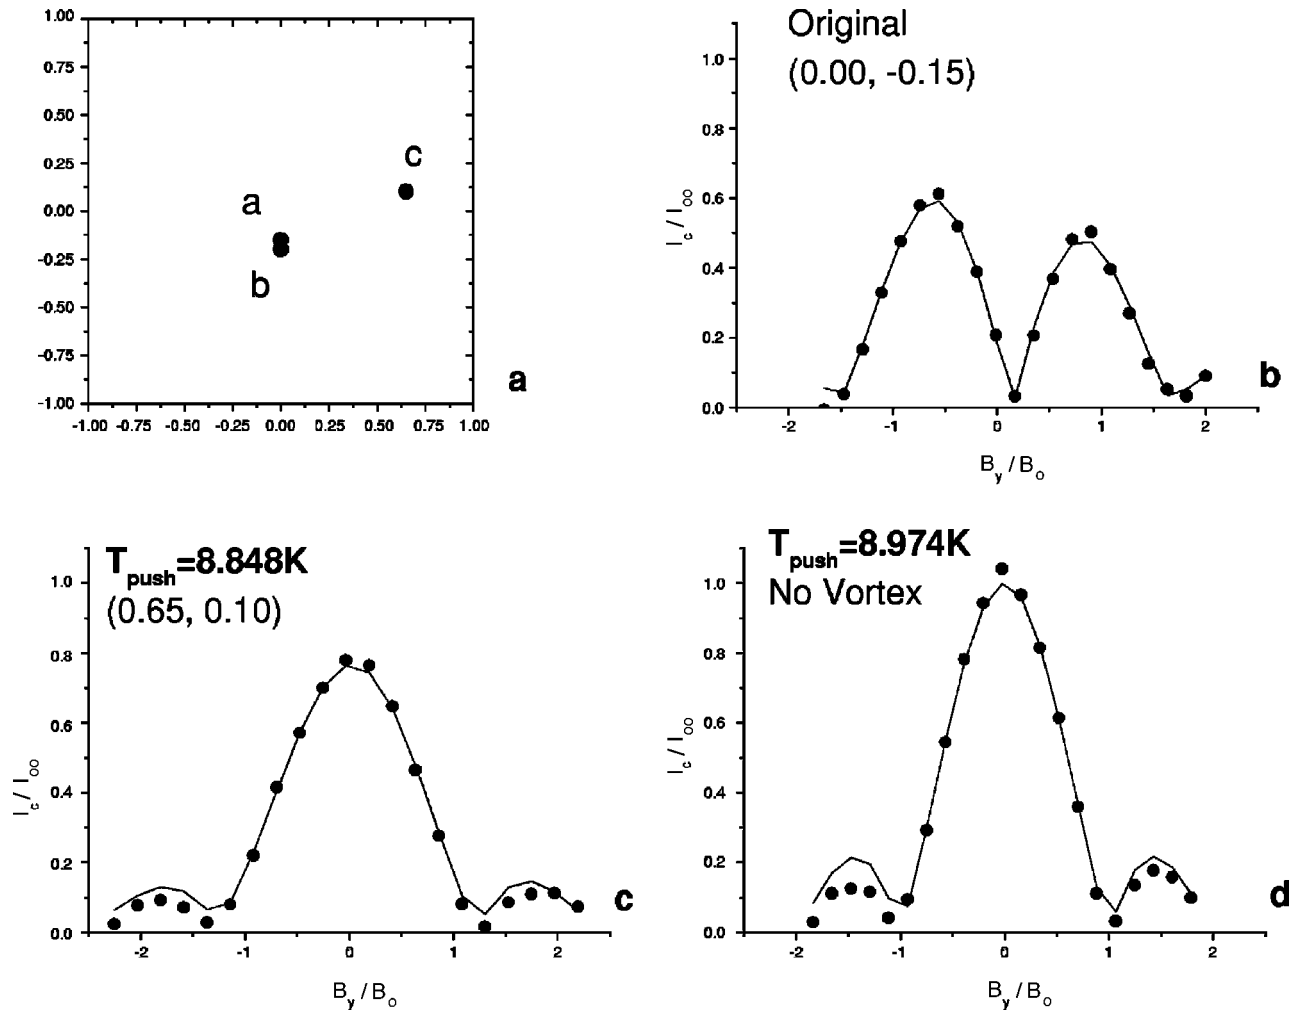 1.00
0.75
0.50
0.25
0.00
-0.25
-0.50
-0.75
-1.00
-1.00 -0.75 -0.50 -0.25 0.00 0.25 0.50 0.75 1.00
a
b
c
a
Original
(0.00, -0.15)
1.0
0.8
0.6
0.4
0.2
0.0
-2 -1 0 1 2
I_c / I_oo
B_y / B_o
b
T_push=8.848K
(0.65, 0.10)
1.0
0.8
0.6
0.4
0.2
0.0
-2 -1 0 1 2
I_c / I_oo
B_y / B_o
c
T_push=8.974K
No Vortex
1.0
0.8
0.6
0.4
0.2
0.0
-2 -1 0 1 2
I_c / I_oo
B_y / B_o
d